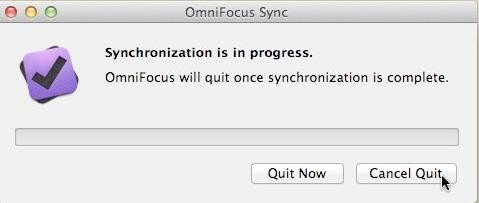 OmniFocus Sync
Synchronization is in progress.
OmniFocus will quit once synchronization is complete.
Quit Now
Cancel Quit